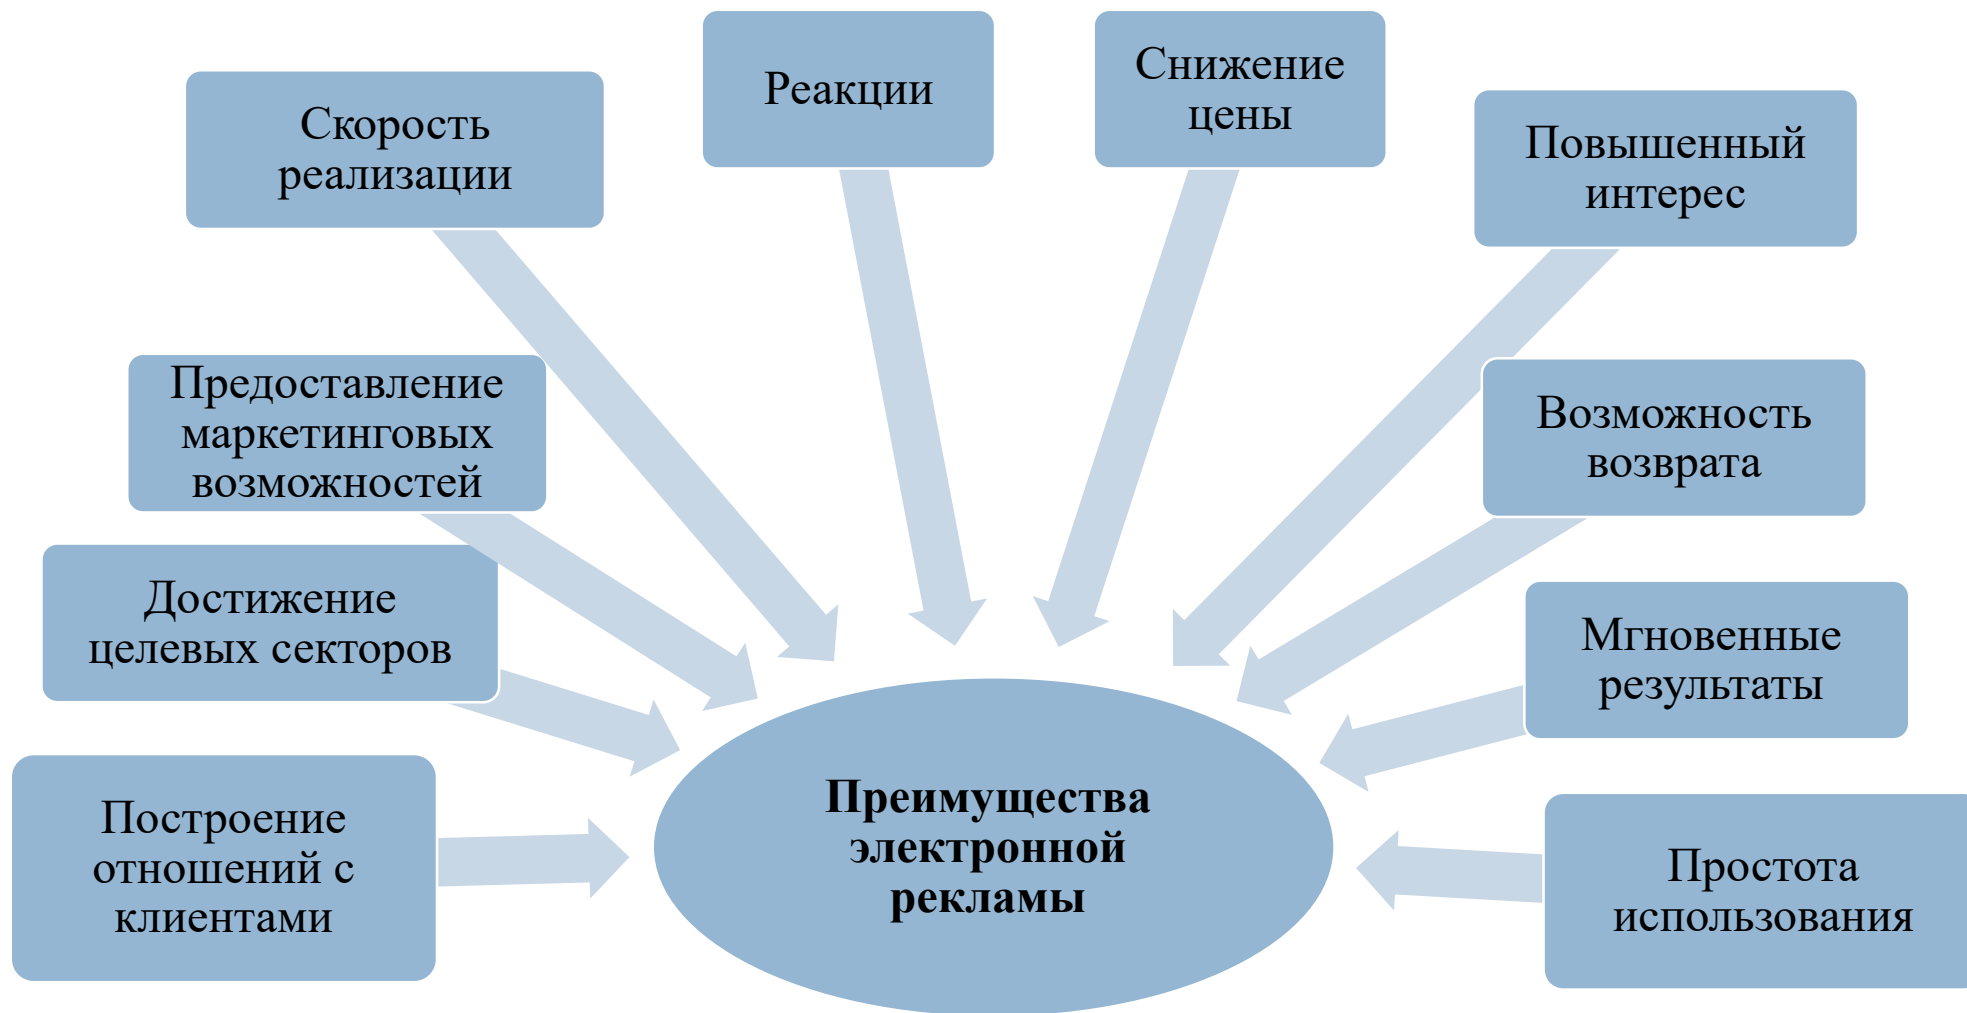 Реакции
Снижение
цены
Скорость
реализации
Повышенный
интерес
Предоставление
маркетинговых
возможностей
Возможность
возврата
Достижение
целевых секторов
Мгновенные
результаты
Построение
отношений с
клиентами
Преимущества
электронной
рекламы
Простота
использования